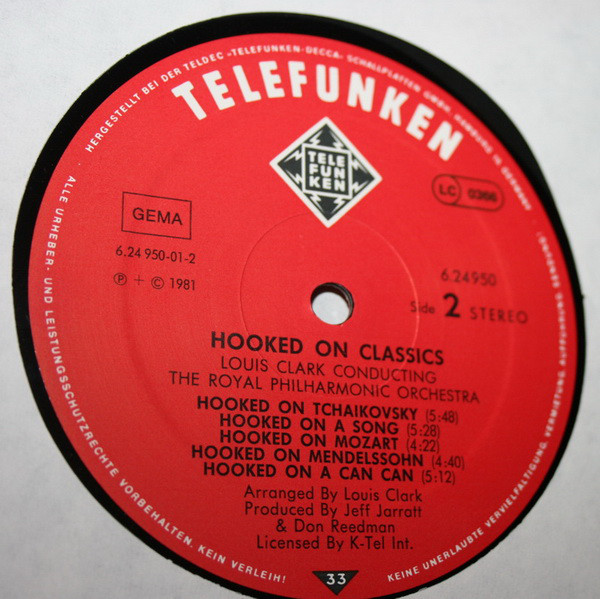 HERGESTELLT BEI DER TELDEC »TELEFUNKEN-DECCA« SCHALLPLATTEN GMBH, HAMBURG IN GERMANY
TELEFUNKEN
TELE
FUN
KEN
LC 0366
GEMA
6.24 950-01-2
Ⓟ + © 1981
6.24950
Side 2 STEREO
HOOKED ON CLASSICS
LOUIS CLARK CONDUCTING
THE ROYAL PHILHARMONIC ORCHESTRA
HOOKED ON TCHAIKOVSKY (5:48)
HOOKED ON A SONG (5:28)
HOOKED ON MOZART (4:22)
HOOKED ON MENDELSSOHN (4:40)
HOOKED ON A CAN CAN (5:12)
Arranged By Louis Clark
Produced By Jeff Jarratt
& Don Reedman
Licensed By K-Tel Int.
33
ALLE URHEBER- UND LEISTUNGSSCHUTZRECHTE VORBEHALTEN. KEIN VERLEIH!
KEINE UNERLAUBTE VERVIELFÄLTIGUNG, VERMIETUNG, AUFFÜHRUNG, SENDUNG!